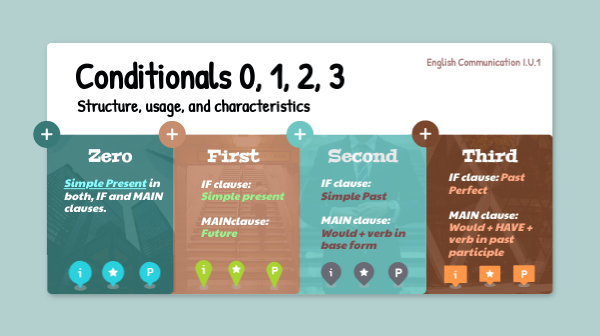 Conditionals 0, 1, 2, 3
English Communication I.U.1
Structure, usage, and characteristics
+ + + +
Zero
Simple Present in
both, IF and MAIN
clauses.
i ★ P
First
IF clause:
Simple present
MAINclause:
Future
i ★ P
Second
IF clause:
Simple Past
MAIN clause:
Would + verb in
base form
i ★ P
Third
IF clause: Past
Perfect
MAIN clause:
Would + HAVE +
verb in past
participle
i ★ P